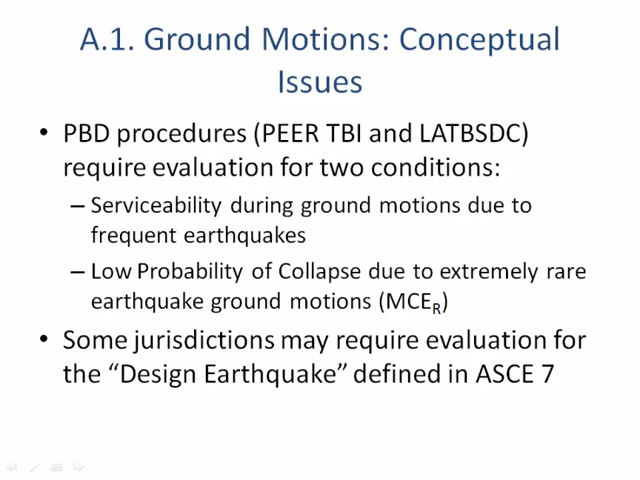 A.1. Ground Motions: Conceptual
Issues
• PBD procedures (PEER TBI and LATBSDC)
require evaluation for two conditions:
– Serviceability during ground motions due to
frequent earthquakes
– Low Probability of Collapse due to extremely rare
earthquake ground motions (MCE_R)
• Some jurisdictions may require evaluation for
the “Design Earthquake” defined in ASCE 7